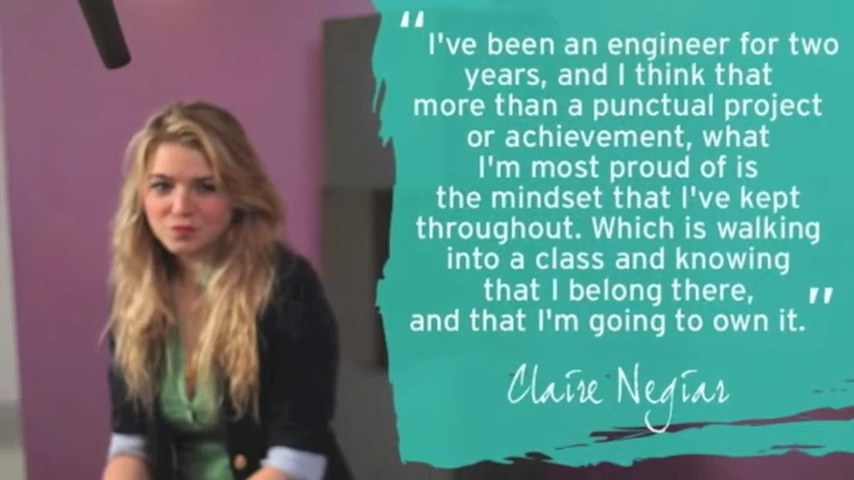 "I've been an engineer for two
years, and I think that
more than a punctual project
or achievement, what
I'm most proud of is
the mindset that I've kept
throughout. Which is walking
into a class and knowing
that I belong there,
and that I'm going to own it."
Claire Negiar